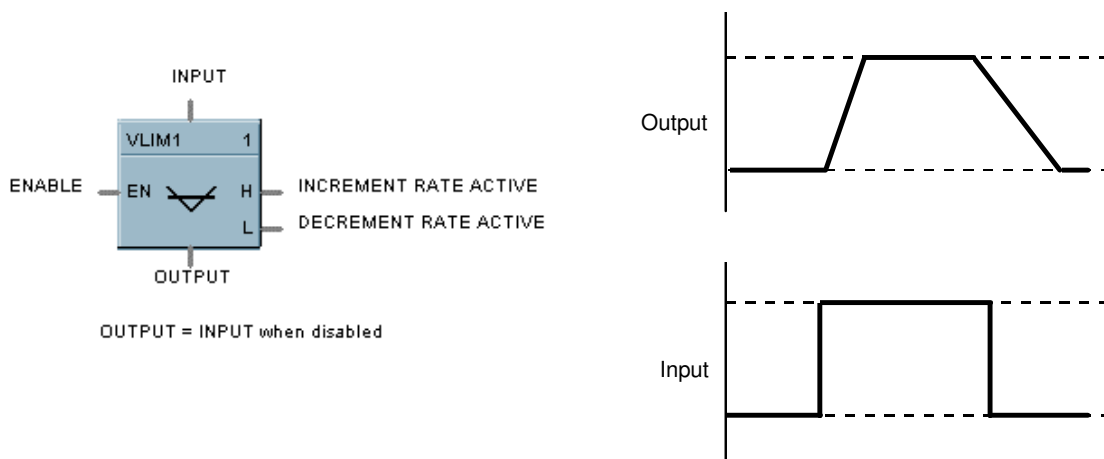 INPUT
VLIM1 1
ENABLE EN H INCREMENT RATE ACTIVE
L DECREMENT RATE ACTIVE
OUTPUT
OUTPUT = INPUT when disabled
Output
Input